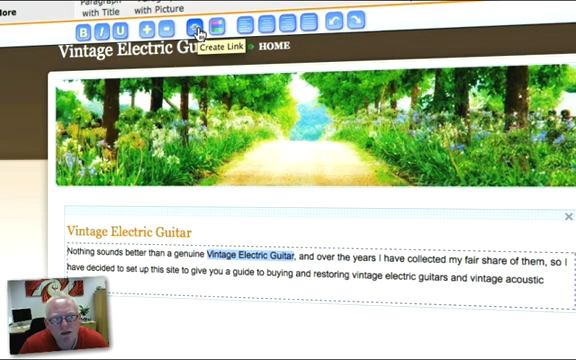 More
Paragraph with Title
with Picture
B I U
Create Link
Vintage Electric Gu
HOME
Vintage Electric Guitar
Nothing sounds better than a genuine Vintage Electric Guitar, and over the years I have collected my fair share of them, so I
have decided to set up this site to give you a guide to buying and restoring vintage electric guitars and vintage acoustic